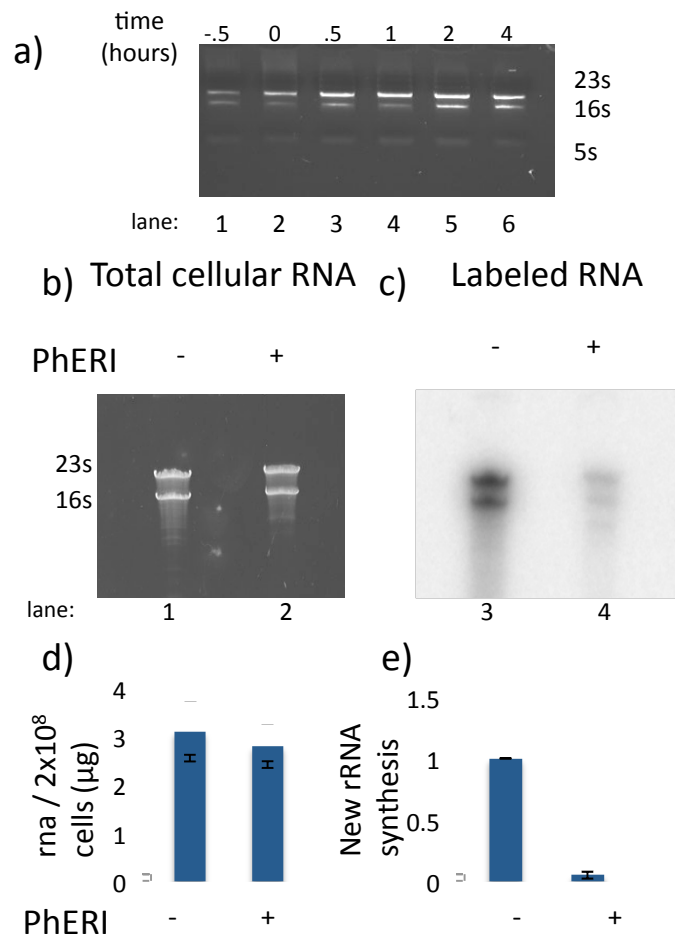 a) time (hours) -.5 0 .5 1 2 4
23s
16s
5s
lane: 1 2 3 4 5 6
b) Total cellular RNA
c) Labeled RNA
PhERI - +
- +
23s
16s
lane: 1 2
3 4
d)
rna / 2x10⁸ cells (µg)
4
3
2
1
0
PhERI - +
e)
New rRNA synthesis
1.5
1
0.5
0
- +